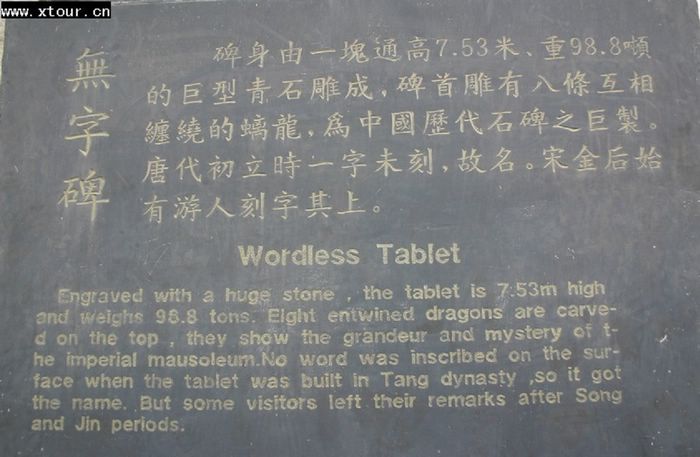 www.xtour.cn
無字碑
碑身由一塊通高7.53米、重98.8噸
的巨型青石雕成，碑首雕有八條互相
纏繞的螭龍，為中國歷代石碑之巨製。
唐代初立時一字未刻，故名。宋金后始
有游人刻字其上。
Wordless Tablet
Engraved with a huge stone , the tablet is 7.53m high
and weighs 98.8 tons. Eight entwined dragons are carve-
d on the top , they show the grandeur and mystery of t-
he imperial mausoleum.No word was inscribed on the sur-
face when the tablet was built in Tang dynasty ,so it got
the name. But some visitors left their remarks after Song
and Jin periods.